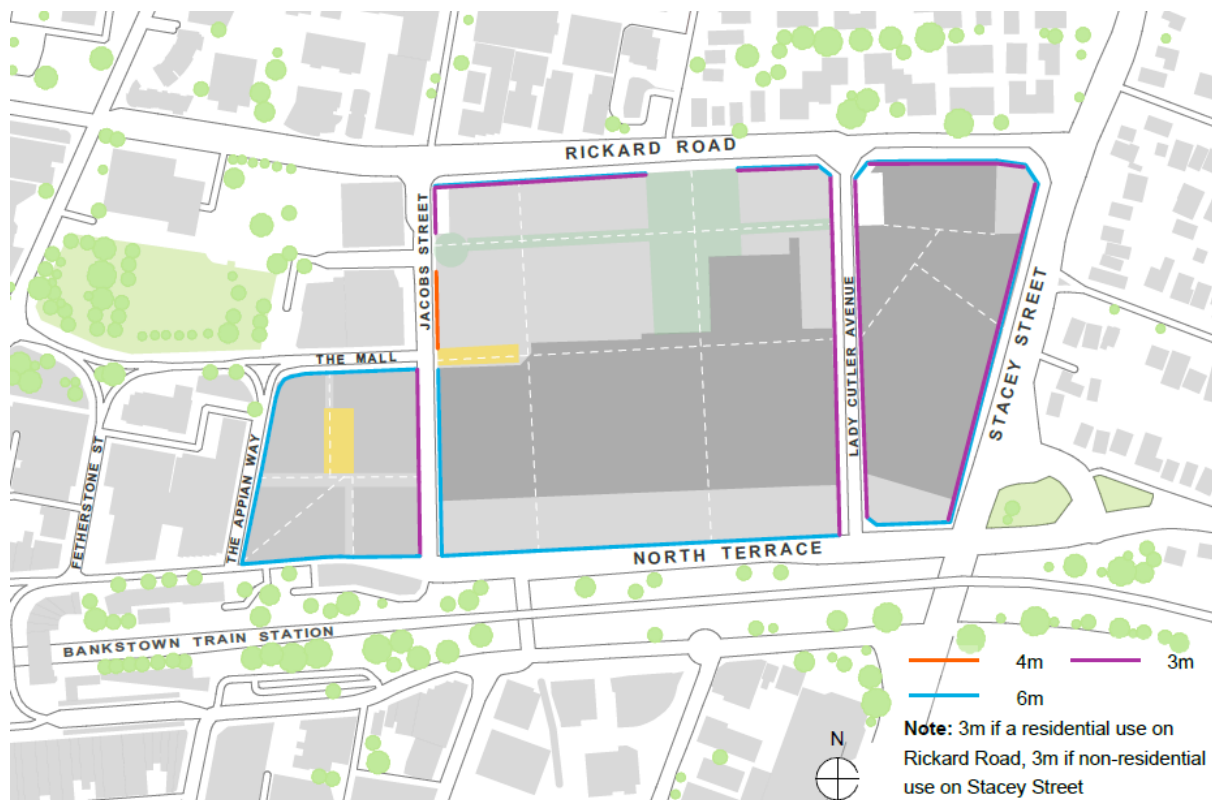 RICKARD ROAD
JACOBS STREET
THE MALL
LADY CUTLER AVENUE
STACEY STREET
FETHERSTONE ST
THE APPIAN WAY
NORTH TERRACE
BANKSTOWN TRAIN STATION
4m
3m
6m
N
Note: 3m if a residential use on
Rickard Road, 3m if non-residential
use on Stacey Street